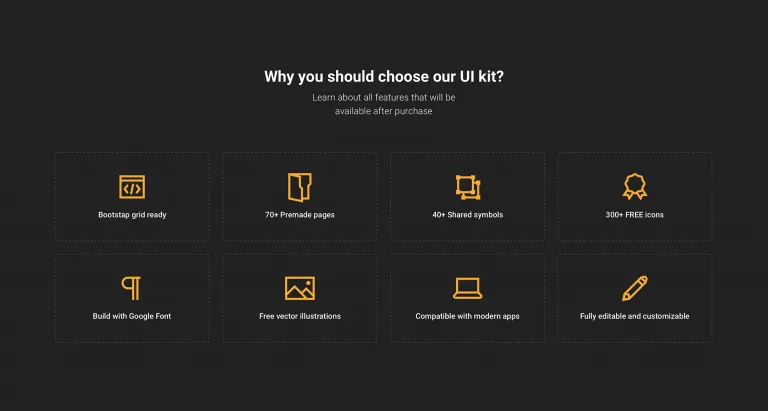 Why you should choose our UI kit?
Learn about all features that will be
available after purchase
Bootstap grid ready
70+ Premade pages
40+ Shared symbols
300+ FREE icons
Build with Google Font
Free vector illustrations
Compatible with modern apps
Fully editable and customizable